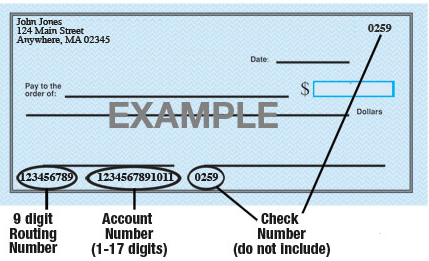 John Jones
124 Main Street
Anywhere, MA 02345
0259
Date:
Pay to the
order of:
$
Dollars
EXAMPLE
123456789 1234567891011 0259
9 digit
Routing
Number
Account
Number
(1-17 digits)
Check
Number
(do not include)